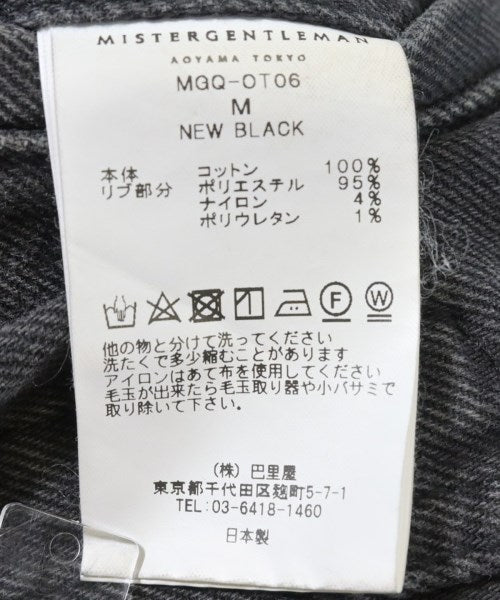 MISTERGENTLEMAN
AOYAMA TOKYO
MGQ-OT06
M
NEW BLACK
本体 コットン 100%
リブ部分 ポリエステル 95%
ナイロン 4%
ポリウレタン 1%
F W
他の物と分けて洗ってください
洗たくで多少縮むことがあります
アイロンはあて布を使用してください
毛玉が出来たら毛玉取り器や小バサミで
取り除いて下さい。
(株) 巴里屋
東京都千代田区麹町5-7-1
TEL: 03-6418-1460
日本製